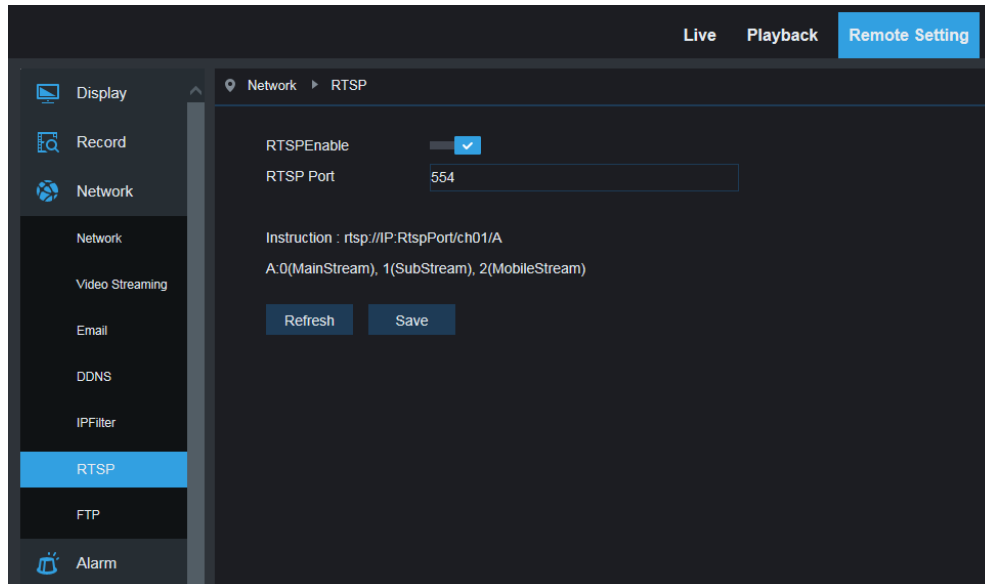 Live Playback Remote Setting
Display
Record
Network
Network
Video Streaming
Email
DDNS
IPFilter
RTSP
FTP
Alarm
Network RTSP
RTSPEnable
RTSP Port 554
Instruction : rtsp://IP:RtspPort/ch01/A
A:0(MainStream), 1(SubStream), 2(MobileStream)
Refresh Save